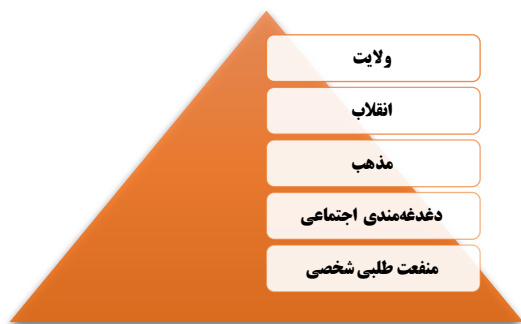 ولایت
انقلاب
مذهب
دغدغه‌مندی اجتماعی
منفعت طلبی شخصی